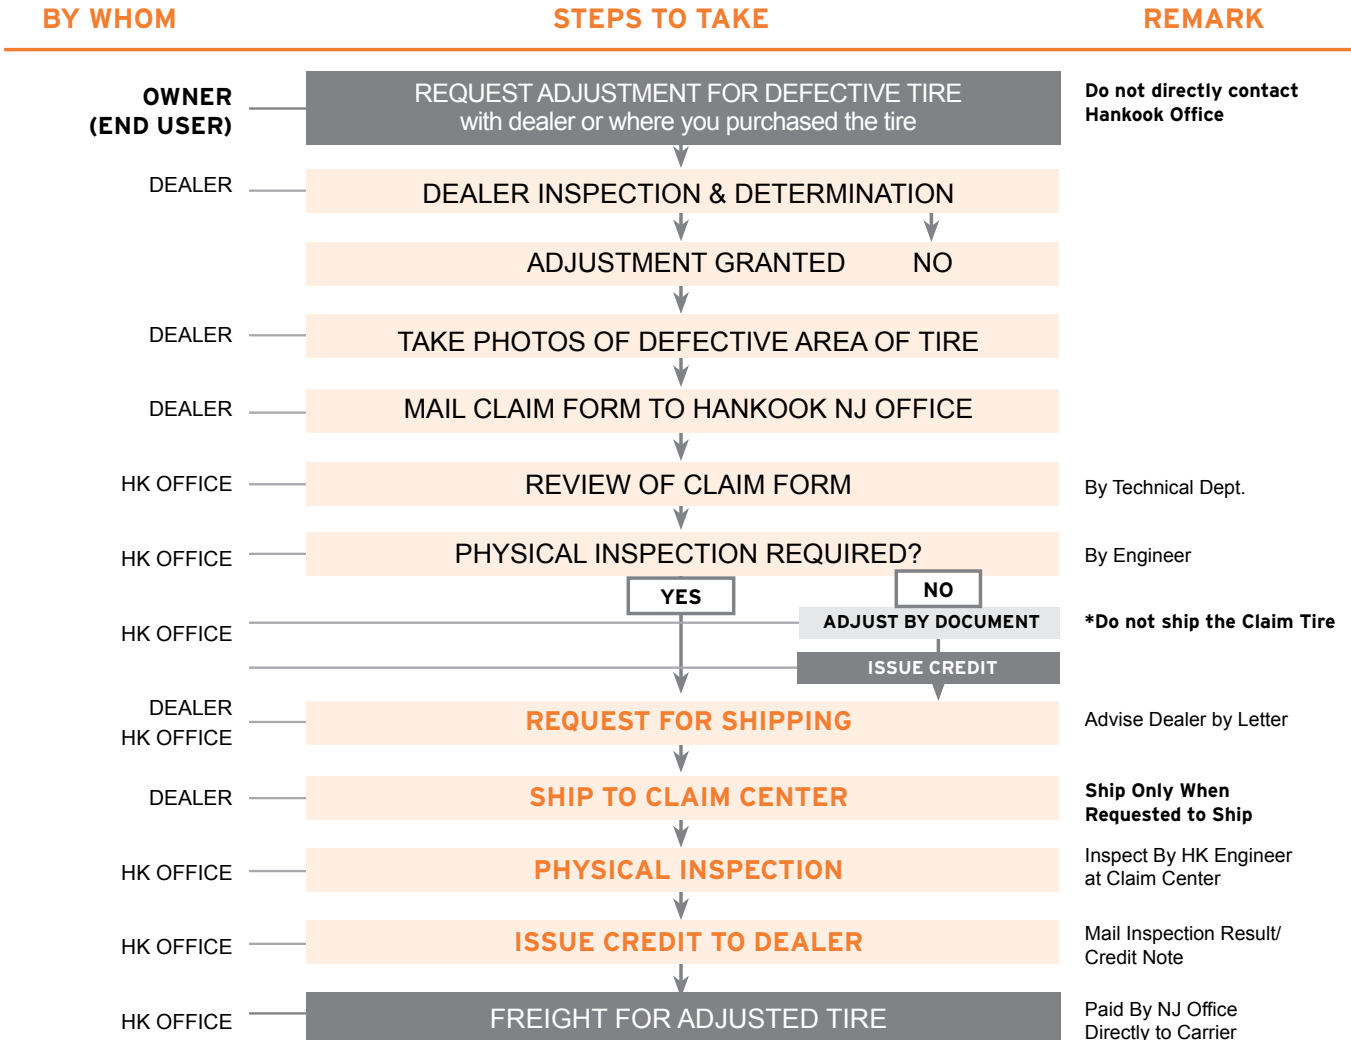 BY WHOM STEPS TO TAKE REMARK
OWNER
(END USER)
REQUEST ADJUSTMENT FOR DEFECTIVE TIRE
with dealer or where you purchased the tire
Do not directly contact
Hankook Office
DEALER
DEALER INSPECTION & DETERMINATION
ADJUSTMENT GRANTED NO
DEALER
TAKE PHOTOS OF DEFECTIVE AREA OF TIRE
DEALER
MAIL CLAIM FORM TO HANKOOK NJ OFFICE
HK OFFICE
REVIEW OF CLAIM FORM
By Technical Dept.
HK OFFICE
PHYSICAL INSPECTION REQUIRED?
By Engineer
YES
NO
HK OFFICE
ADJUST BY DOCUMENT
*Do not ship the Claim Tire
ISSUE CREDIT
DEALER
HK OFFICE
REQUEST FOR SHIPPING
Advise Dealer by Letter
DEALER
SHIP TO CLAIM CENTER
Ship Only When
Requested to Ship
HK OFFICE
PHYSICAL INSPECTION
Inspect By HK Engineer
at Claim Center
HK OFFICE
ISSUE CREDIT TO DEALER
Mail Inspection Result/
Credit Note
HK OFFICE
FREIGHT FOR ADJUSTED TIRE
Paid By NJ Office
Directly to Carrier